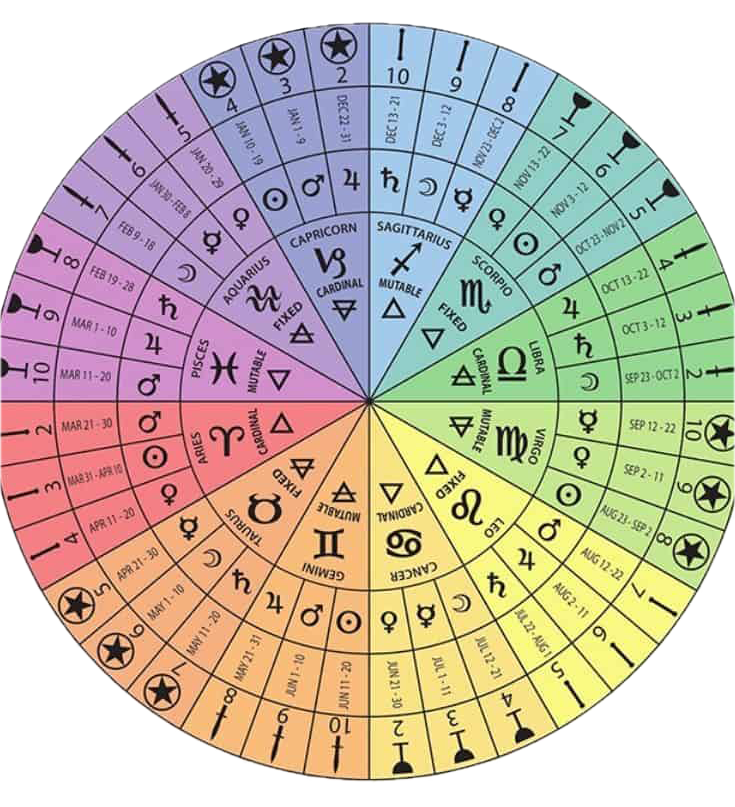 10
DEC 13 - 21
9
DEC 3 - 12
8
NOV 23 - DEC 2
SAGITTARIUS
MUTABLE
7
NOV 13 - 22
6
NOV 3 - 12
5
OCT 23 - NOV 2
SCORPIO
FIXED
4
OCT 13 - 22
3
OCT 3 - 12
2
SEP 23 - OCT 2
LIBRA
CARDINAL
10
SEP 12 - 22
9
SEP 2 - 11
8
AUG 23 - SEP 2
VIRGO
MUTABLE
7
AUG 12 - 22
6
AUG 2 - 11
5
JUL 22 - AUG 1
LEO
FIXED
4
JUL 12 - 21
3
JUL 1 - 11
2
JUN 21 - 30
CANCER
CARDINAL
10
JUN 11 - 20
9
JUN 1 - 10
8
MAY 21 - 31
GEMINI
MUTABLE
7
MAY 11 - 20
6
MAY 1 - 10
5
APR 21 - 30
TAURUS
FIXED
4
APR 11 - 20
3
MAR 31 - APR 10
2
MAR 21 - 30
ARIES
CARDINAL
10
MAR 11 - 20
9
MAR 1 - 10
8
FEB 19 - 28
PISCES
MUTABLE
7
FEB 9 - 18
6
JAN 30 - FEB 8
5
JAN 20 - 29
AQUARIUS
FIXED
4
JAN 10 - 19
3
JAN 1 - 9
2
DEC 22 - 31
CAPRICORN
CARDINAL